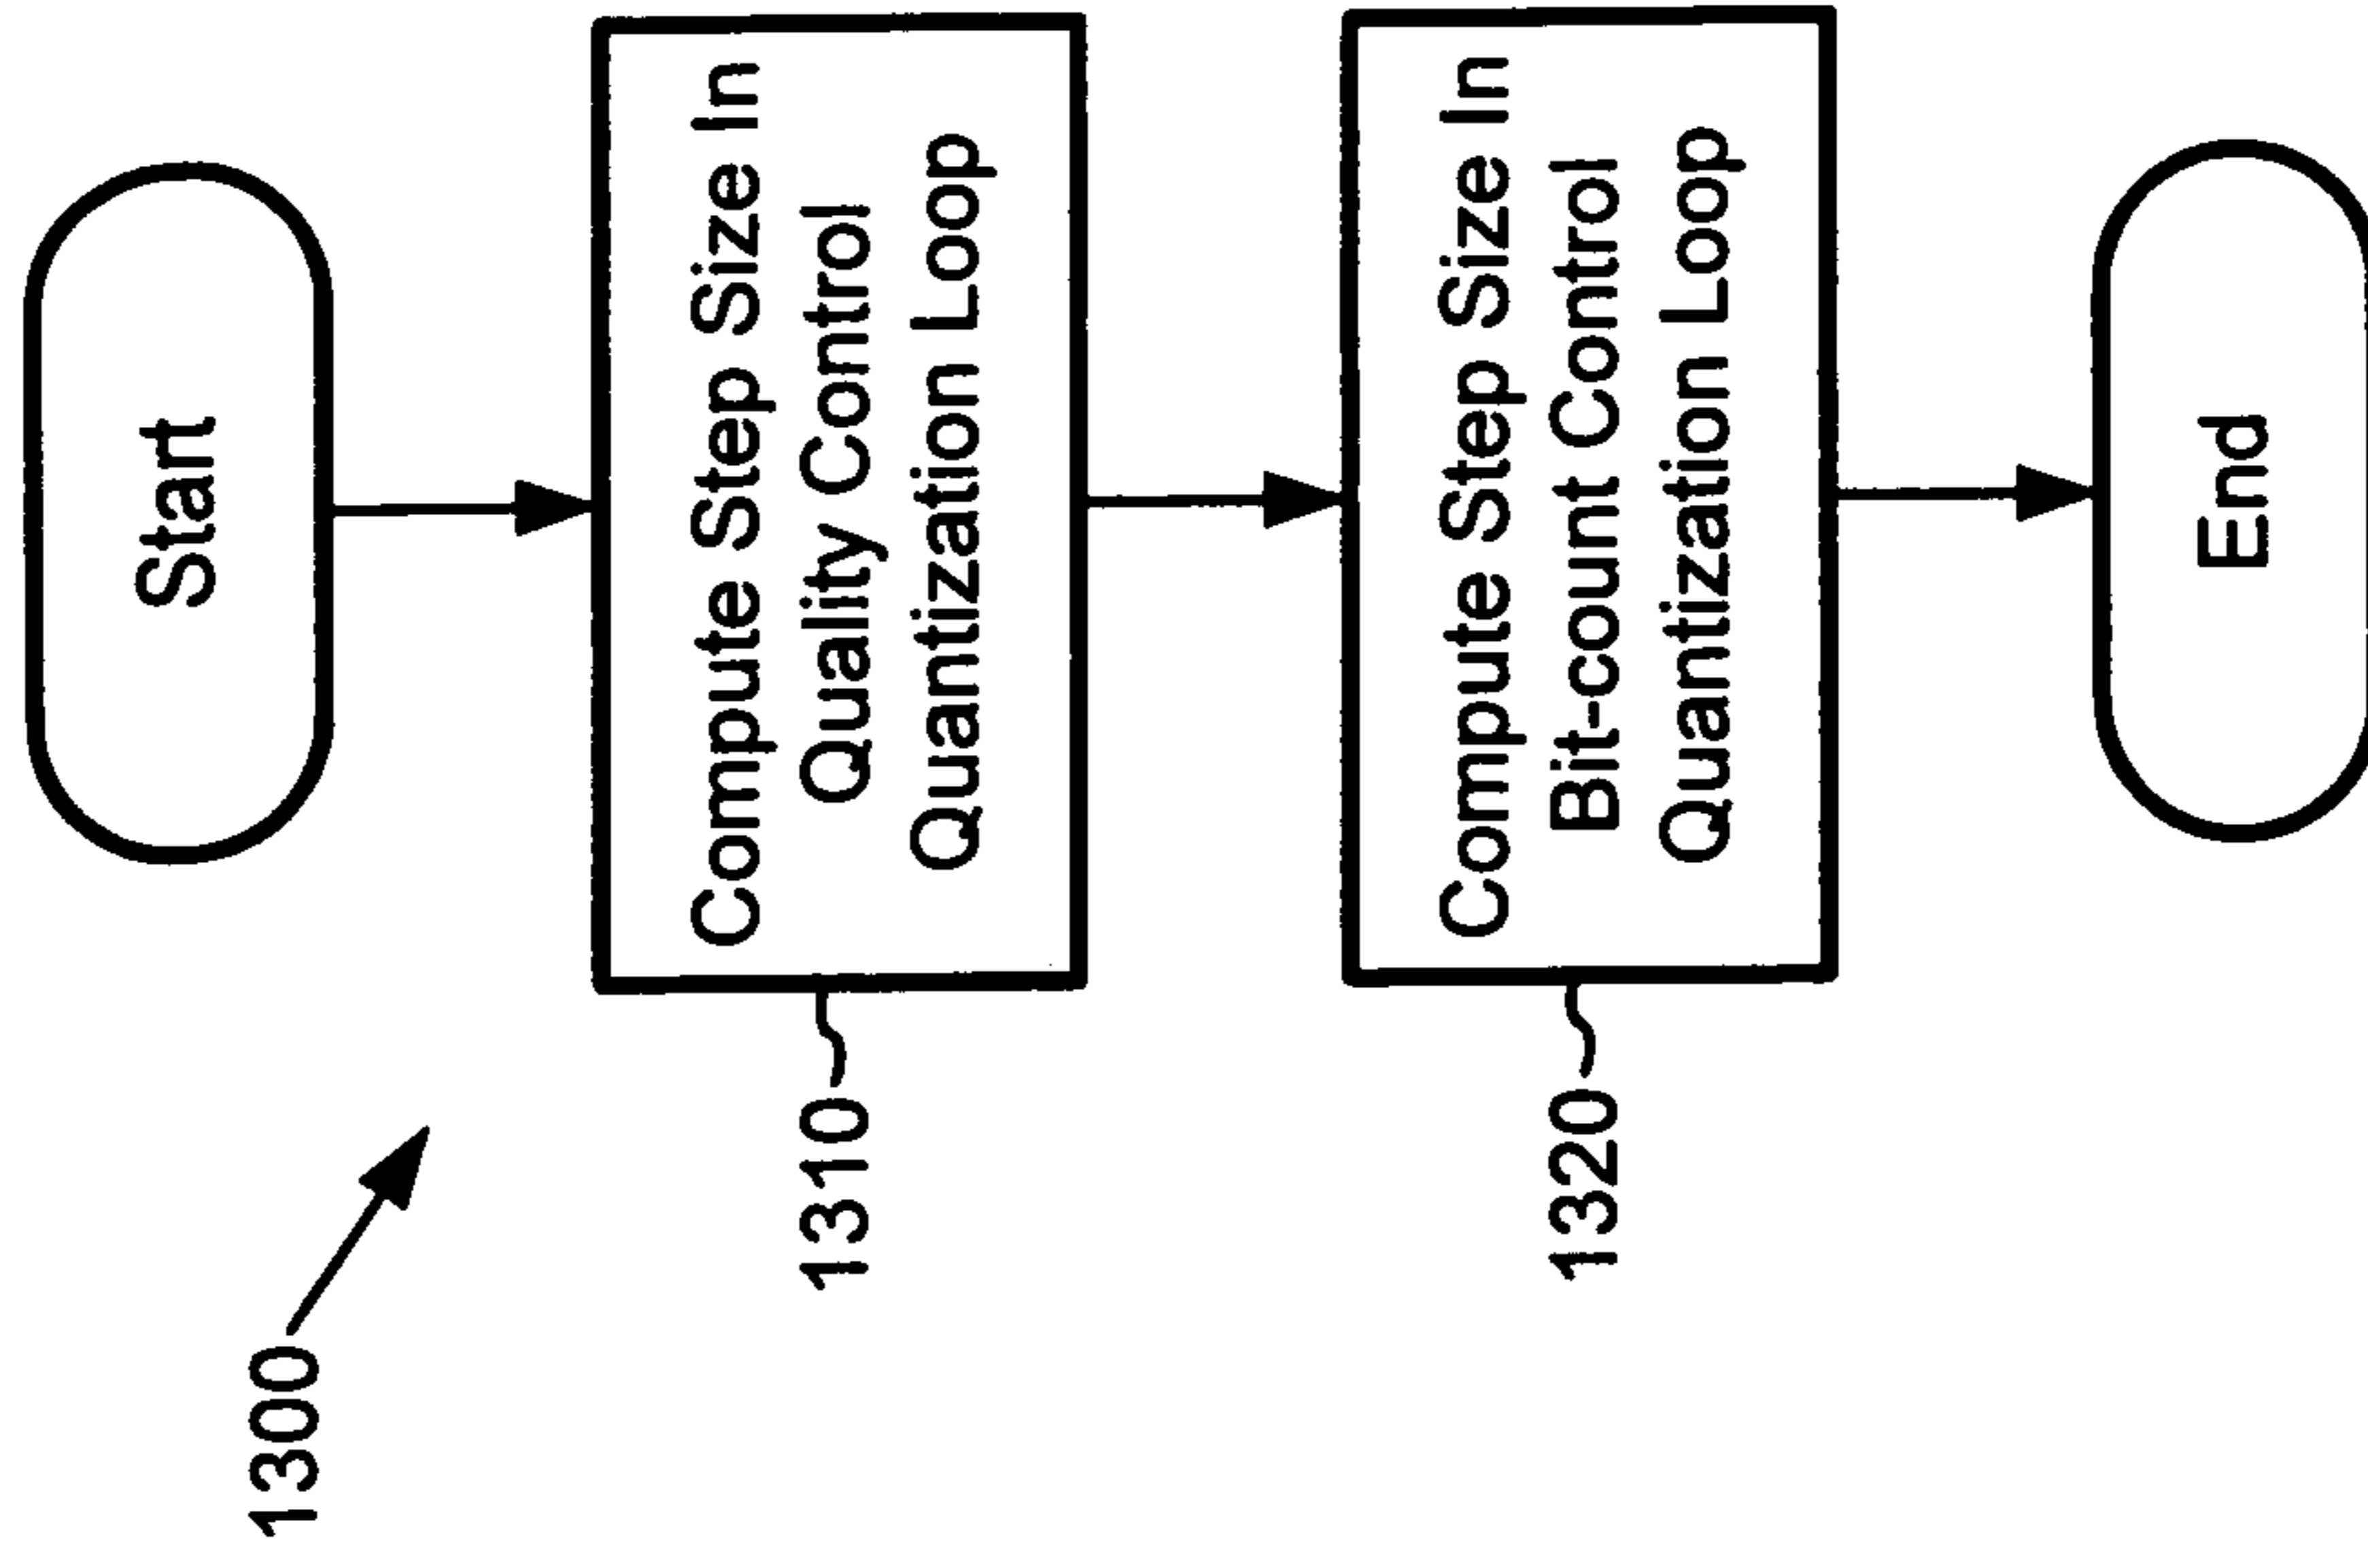 1300
Start
1310
Compute Step Size In
Quality Control
Quantization Loop
1320
Compute Step Size In
Bit-count Control
Quantization Loop
End